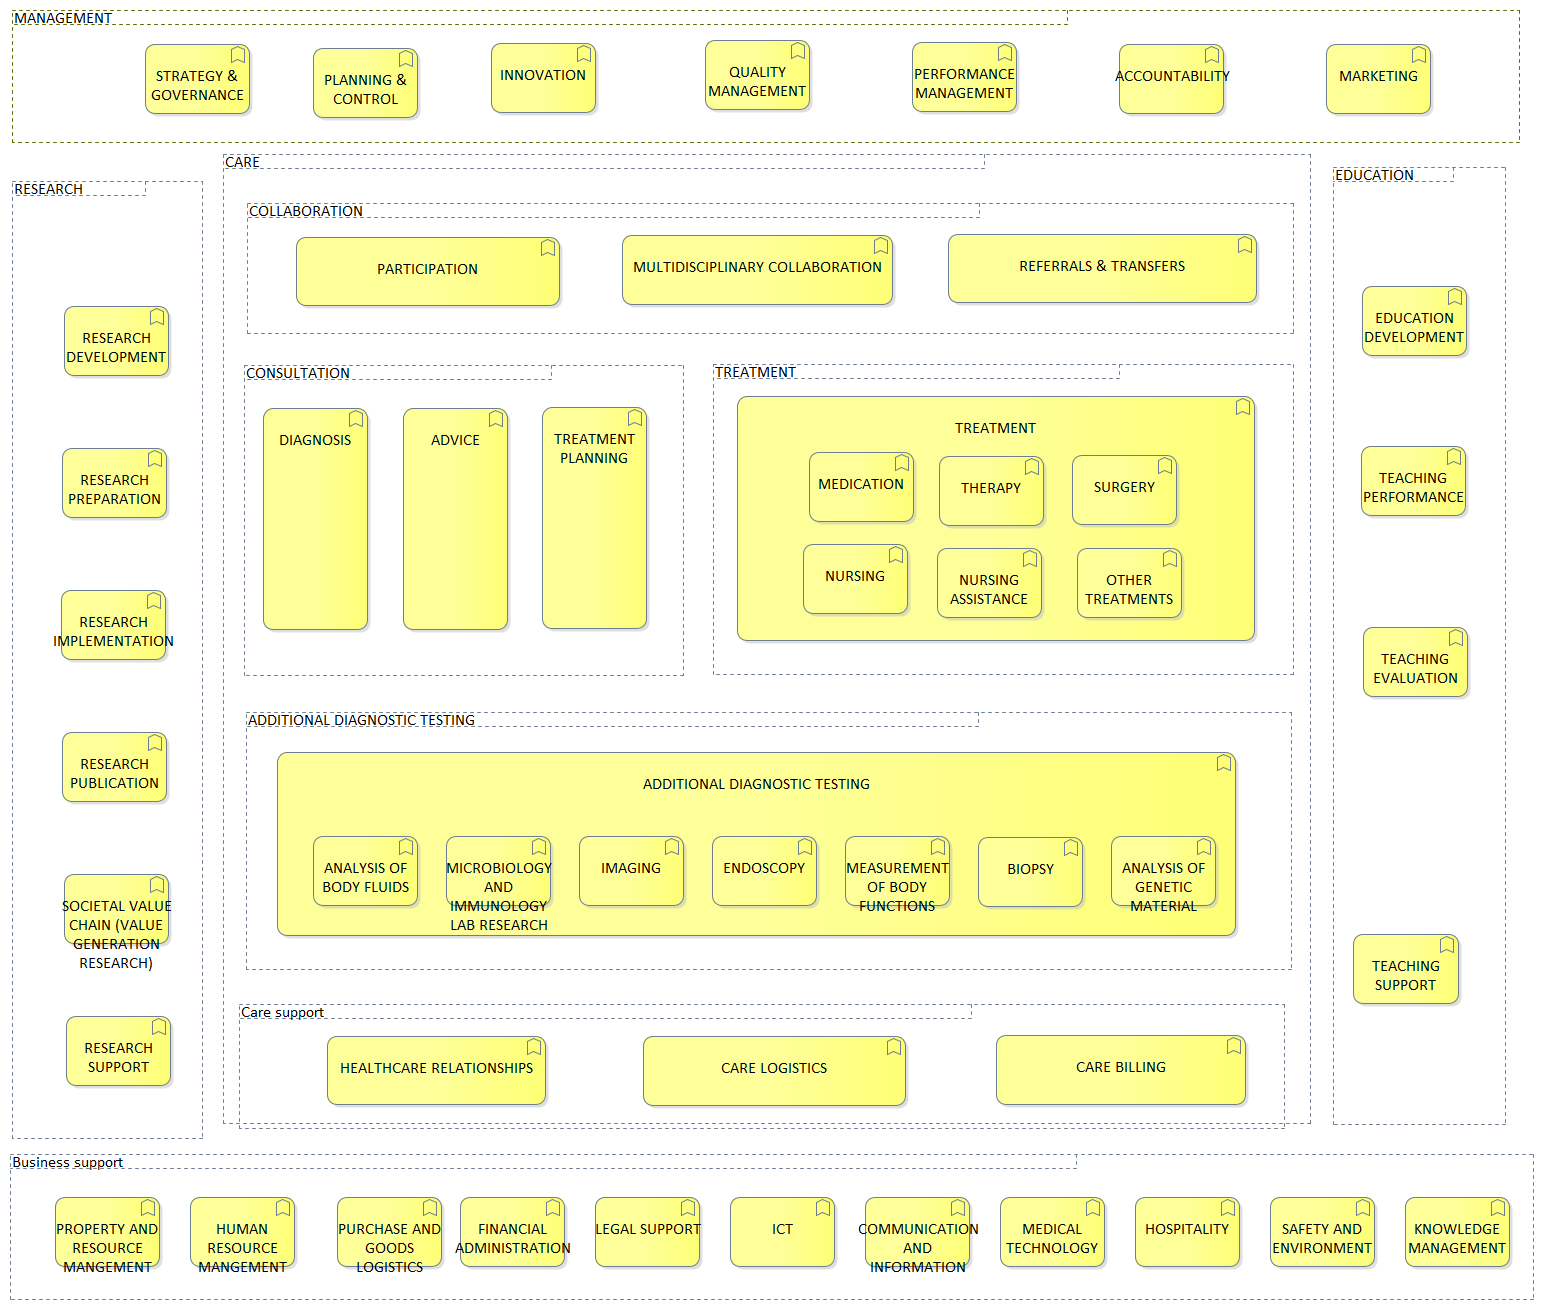 MANAGEMENT
STRATEGY &
GOVERNANCE
PLANNING &
CONTROL
INNOVATION
QUALITY
MANAGEMENT
PERFORMANCE
MANAGEMENT
ACCOUNTABILITY
MARKETING
RESEARCH
RESEARCH
DEVELOPMENT
RESEARCH
PREPARATION
RESEARCH
IMPLEMENTATION
RESEARCH
PUBLICATION
SOCIETAL VALUE
CHAIN (VALUE
GENERATION
RESEARCH)
RESEARCH
SUPPORT
CARE
COLLABORATION
PARTICIPATION
MULTIDISCIPLINARY COLLABORATION
REFERRALS & TRANSFERS
CONSULTATION
DIAGNOSIS
ADVICE
TREATMENT
PLANNING
TREATMENT
TREATMENT
MEDICATION
THERAPY
SURGERY
NURSING
NURSING
ASSISTANCE
OTHER
TREATMENTS
ADDITIONAL DIAGNOSTIC TESTING
ADDITIONAL DIAGNOSTIC TESTING
ANALYSIS OF
BODY FLUIDS
MICROBIOLOGY
AND
IMMUNOLOGY
LAB RESEARCH
IMAGING
ENDOSCOPY
MEASUREMENT
OF BODY
FUNCTIONS
BIOPSY
ANALYSIS OF
GENETIC
MATERIAL
Care support
HEALTHCARE RELATIONSHIPS
CARE LOGISTICS
CARE BILLING
EDUCATION
EDUCATION
DEVELOPMENT
TEACHING
PERFORMANCE
TEACHING
EVALUATION
TEACHING
SUPPORT
Business support
PROPERTY AND
RESOURCE
MANGEMENT
HUMAN
RESOURCE
MANGEMENT
PURCHASE AND
GOODS
LOGISTICS
FINANCIAL
ADMINISTRATION
LEGAL SUPPORT
ICT
COMMUNICATION
AND
INFORMATION
MEDICAL
TECHNOLOGY
HOSPITALITY
SAFETY AND
ENVIRONMENT
KNOWLEDGE
MANAGEMENT